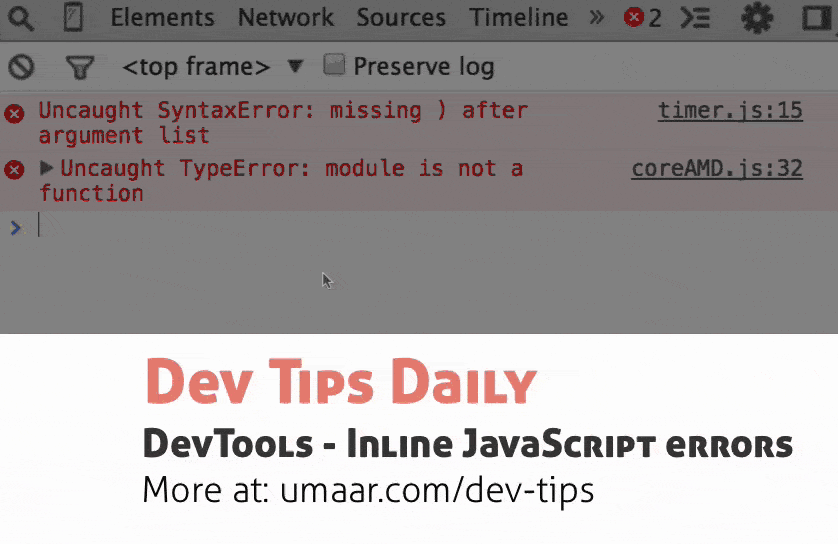 Elements Network Sources Timeline » 2
<top frame> ▼ Preserve log
Uncaught SyntaxError: missing ) after timer.js:15
argument list
▶Uncaught TypeError: module is not a coreAMD.js:32
function
>
Dev Tips Daily
DevTools - Inline JavaScript errors
More at: umaar.com/dev-tips